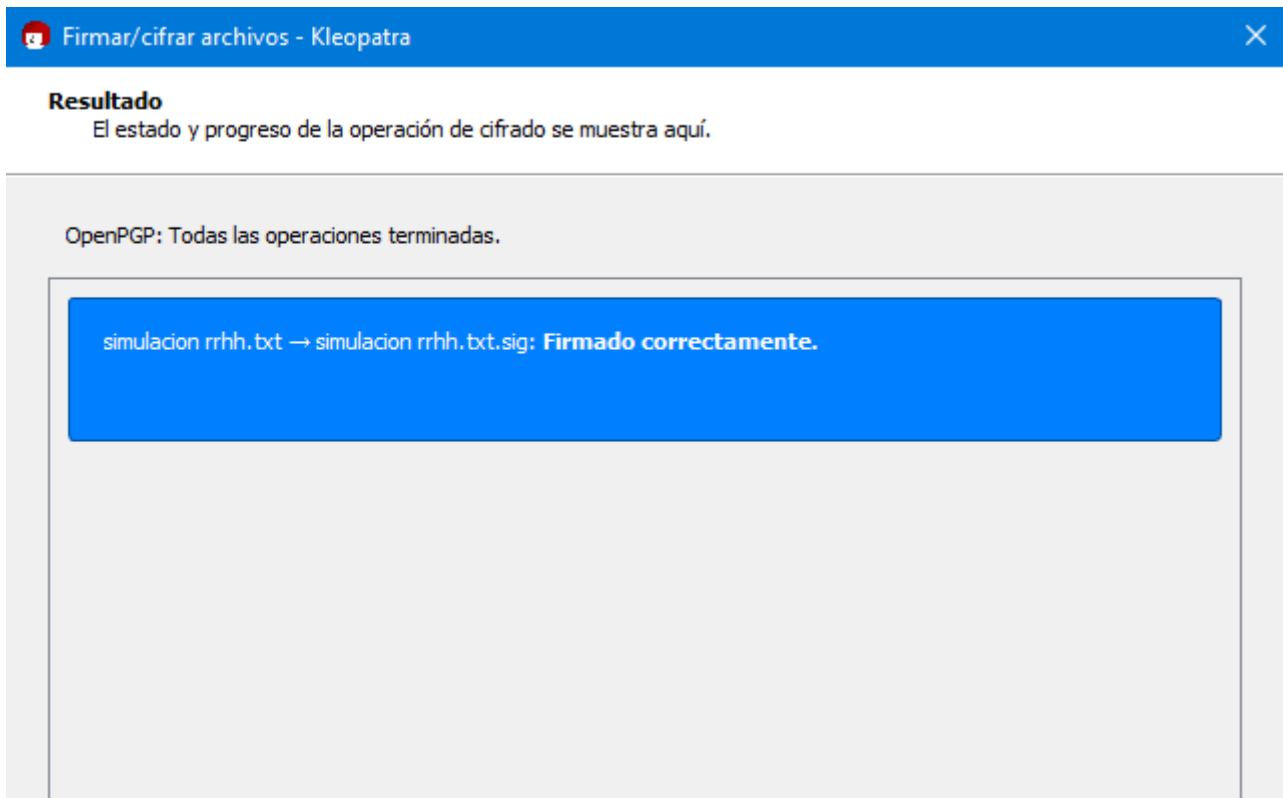 Firmar/cifrar archivos - Kleopatra
Resultado
El estado y progreso de la operación de cifrado se muestra aquí.
OpenPGP: Todas las operaciones terminadas.
simulacion rrhh.txt → simulacion rrhh.txt.sig: Firmado correctamente.